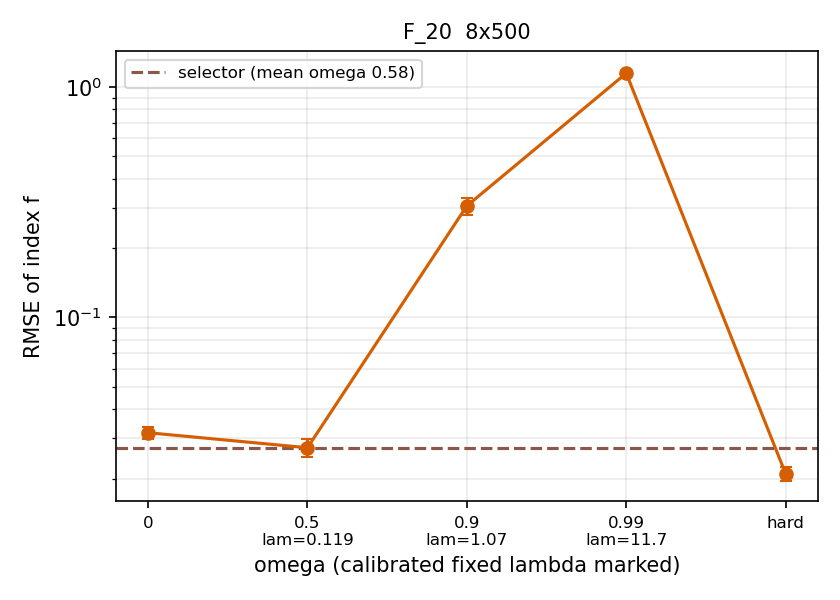 F_20 8x500
selector (mean omega 0.58)
RMSE of index f
10⁰
10⁻¹
0
0.5
lam=0.119
0.9
lam=1.07
0.99
lam=11.7
hard
omega (calibrated fixed lambda marked)